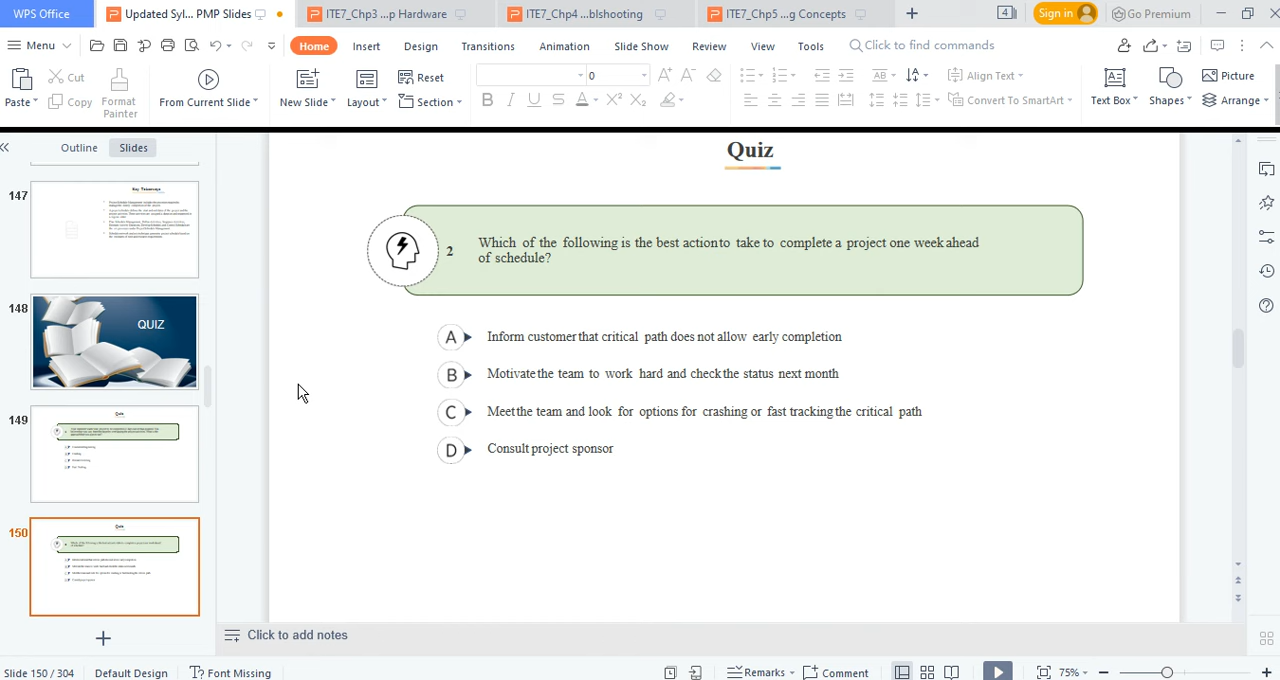 WPS Office Updated Syl... PMP Slides ITE7_Chp3 ...p Hardware ITE7_Chp4 ...blshooting ITE7_Chp5 ...g Concepts + 4 Sign in Go Premium
Menu Home Insert Design Transitions Animation Slide Show Review View Tools Click to find commands
Paste Cut Copy Format Painter From Current Slide New Slide Layout Reset Section 0 Align Text Convert To SmartArt Text Box Shapes Picture Arrange
Outline Slides
147
Key Takeaways
148
QUIZ
149
Quiz
150
Quiz
Quiz
2 Which of the following is the best action to take to complete a project one week ahead
of schedule?
A Inform customer that critical path does not allow early completion
B Motivate the team to work hard and check the status next month
C Meet the team and look for options for crashing or fast tracking the critical path
D Consult project sponsor
Click to add notes
Slide 150 / 304 Default Design Font Missing Remarks Comment 75%